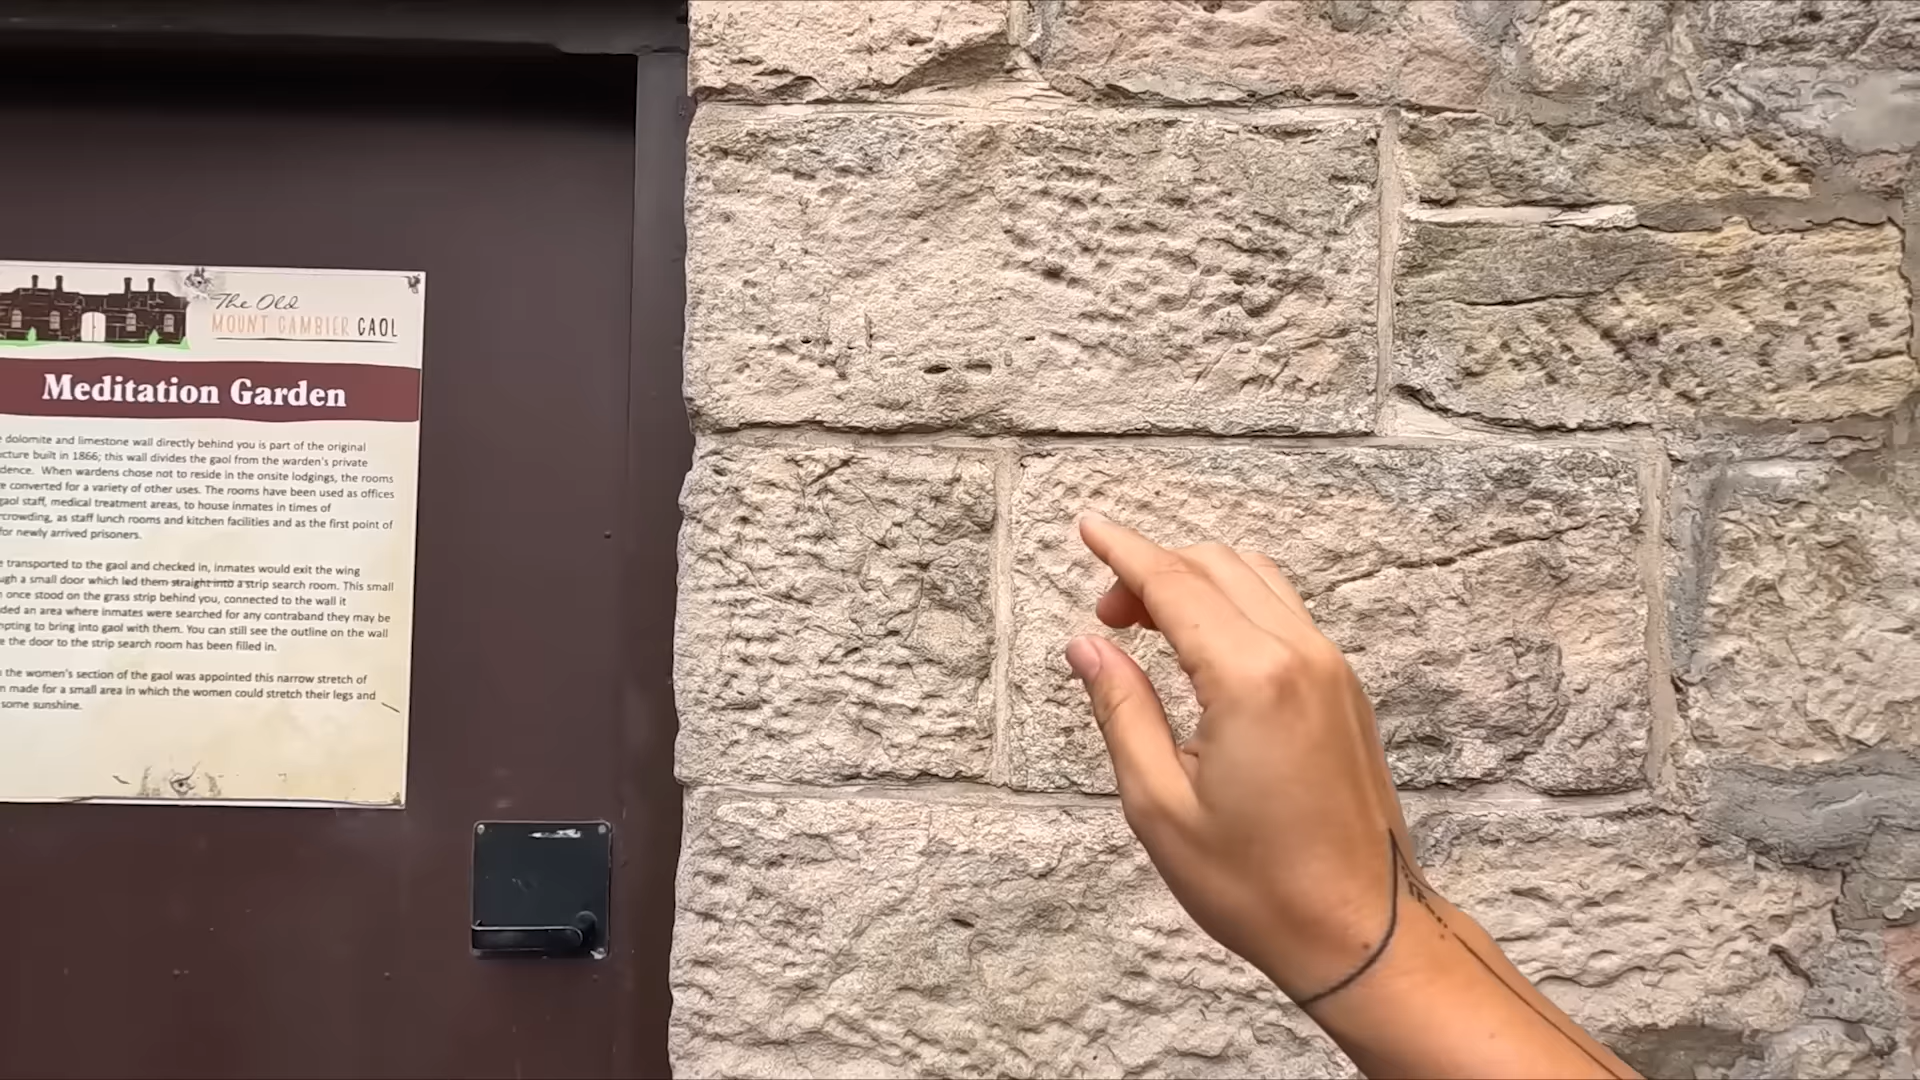 The Old
MOUNT GAMBIER GAOL
Meditation Garden
dolomite and limestone wall directly behind you is part of the original
cture built in 1866; this wall divides the gaol from the warden's private
dence. When wardens chose not to reside in the onsite lodgings, the rooms
e converted for a variety of other uses. The rooms have been used as offices
gaol staff, medical treatment areas, to house inmates in times of
rcrowding, as staff lunch rooms and kitchen facilities and as the first point of
for newly arrived prisoners.
e transported to the gaol and checked in, inmates would exit the wing
ugh a small door which led them straight into a strip search room. This small
once stood on the grass strip behind you, connected to the wall it
ded an area where inmates were searched for any contraband they may be
mpting to bring into gaol with them. You can still see the outline on the wall
e the door to the strip search room has been filled in.
the women's section of the gaol was appointed this narrow stretch of
n made for a small area in which the women could stretch their legs and
some sunshine.